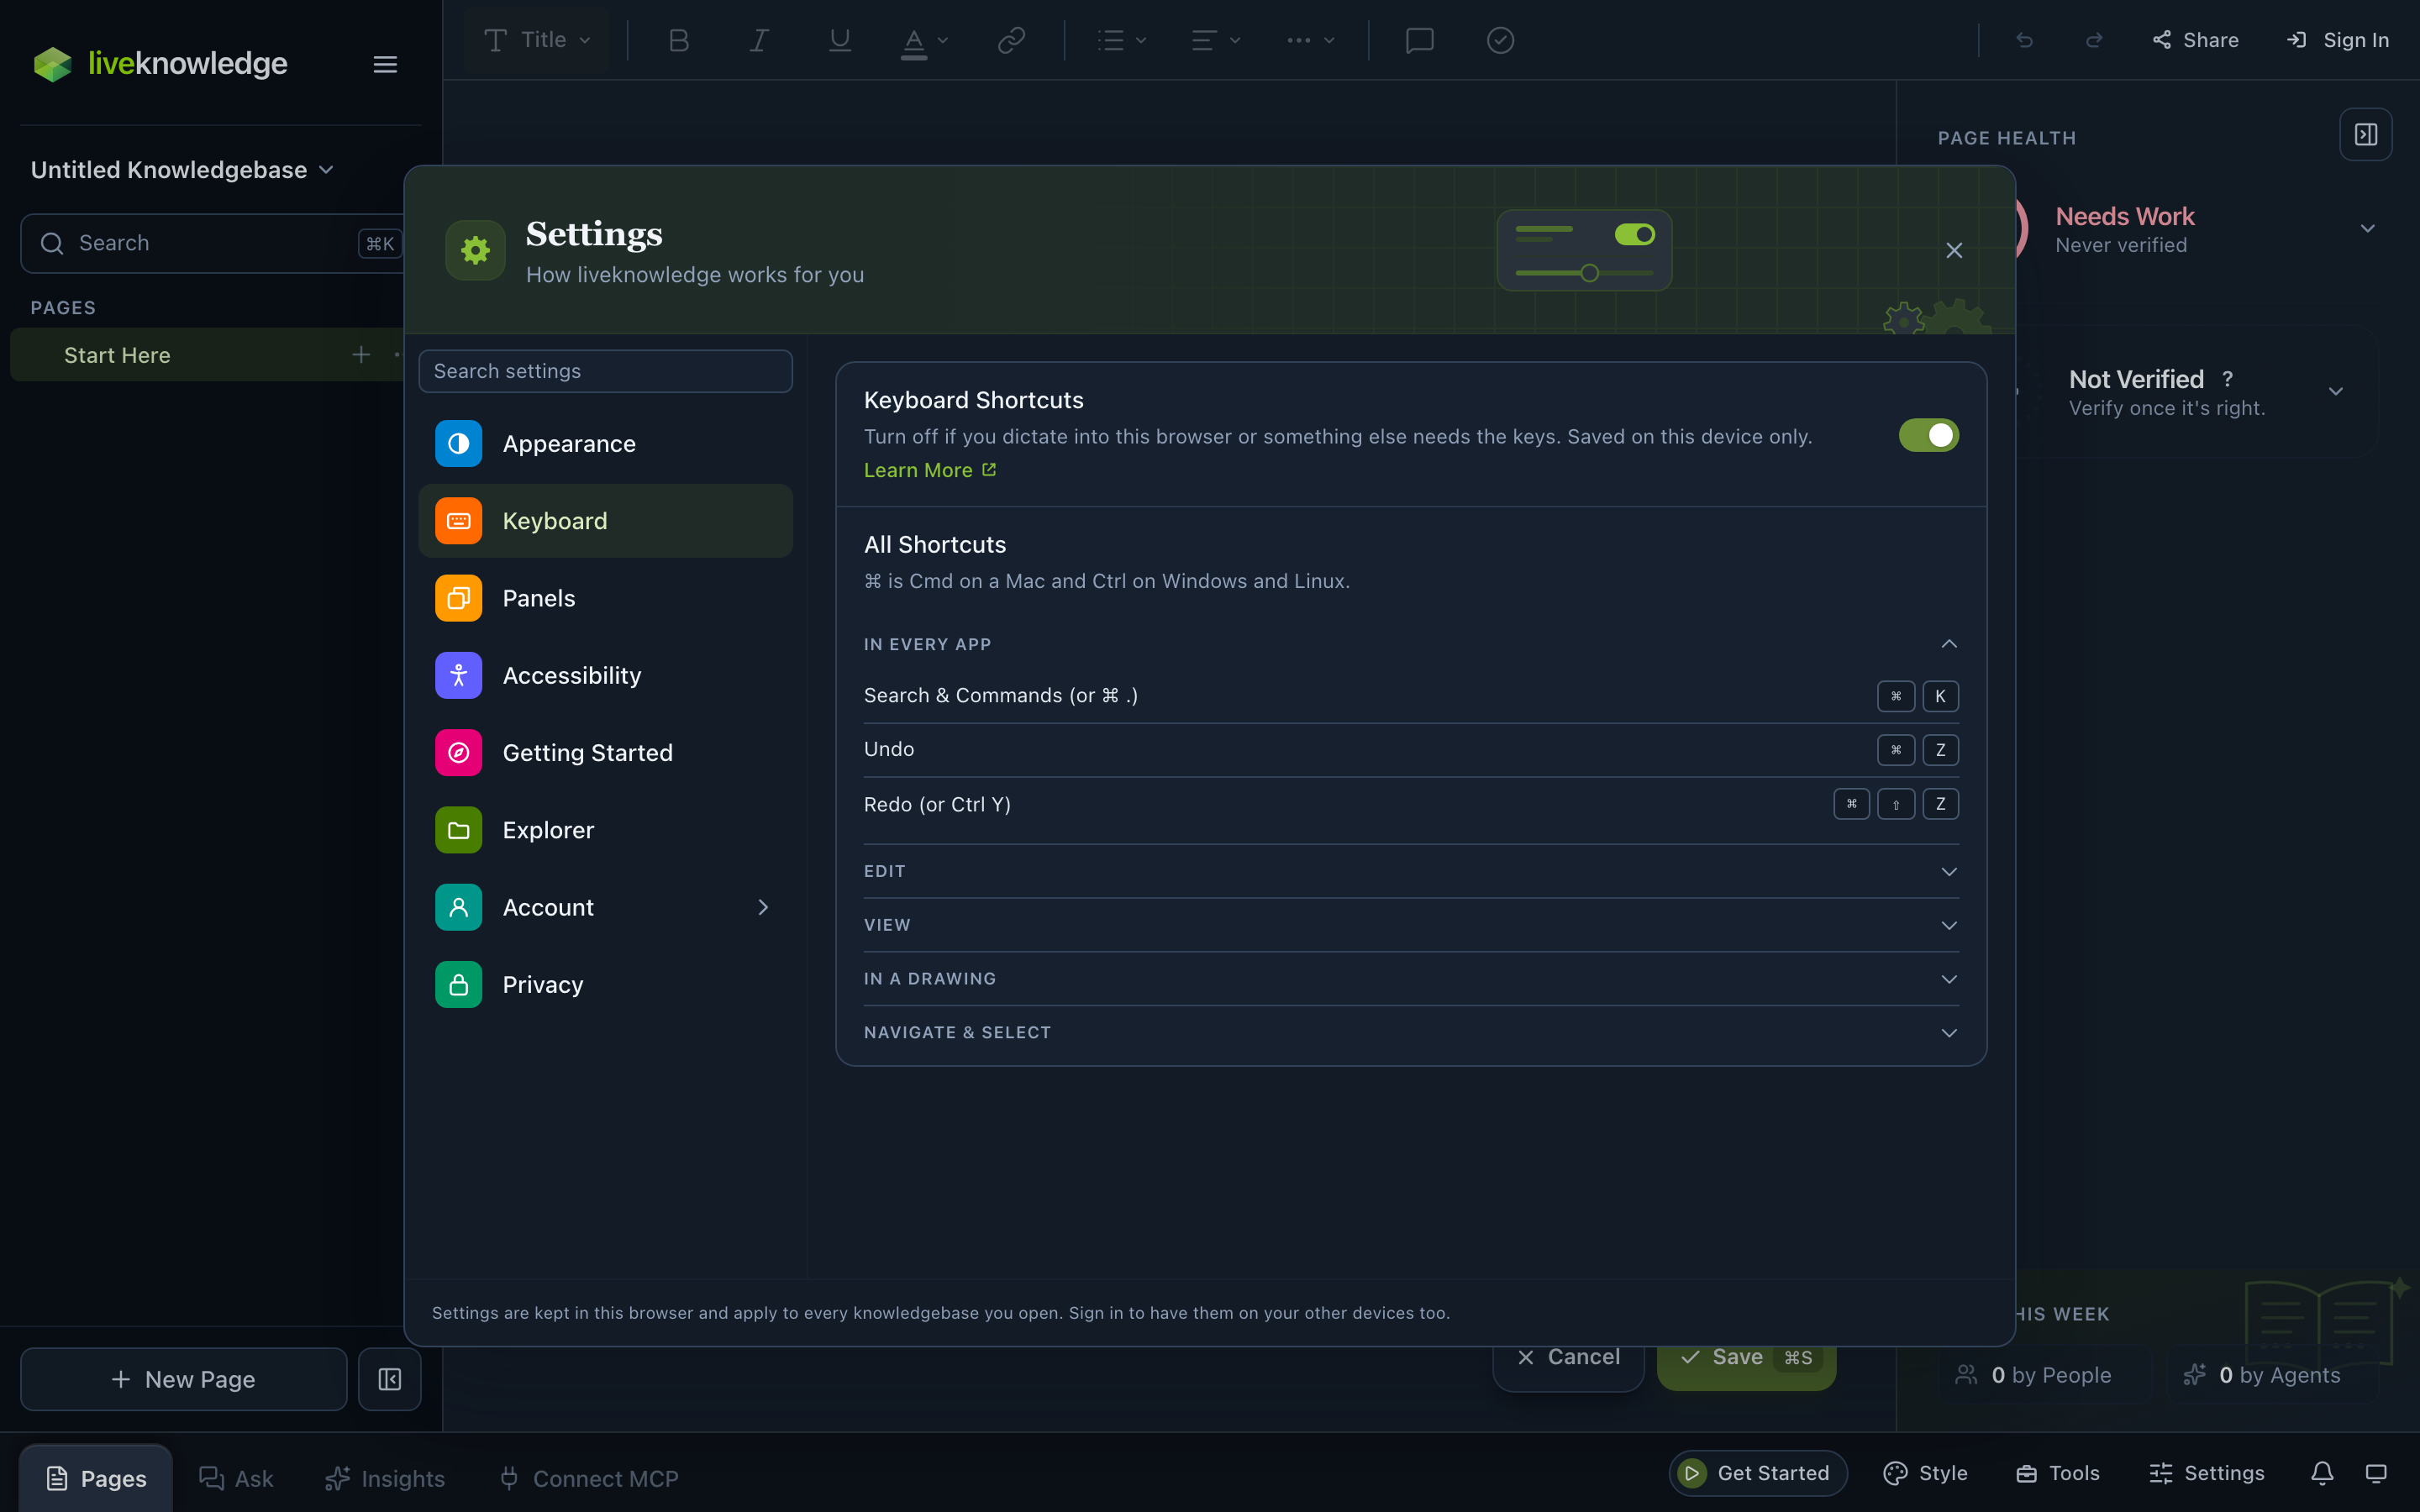 liveknowledge
Title
Share
Sign In
Untitled Knowledgebase
Search ⌘K
PAGES
Start Here
PAGE HEALTH
Needs Work
Never verified
Not Verified ?
Verify once it's right.
Settings
How liveknowledge works for you
Search settings
Appearance
Keyboard
Panels
Accessibility
Getting Started
Explorer
Account
Privacy
Keyboard Shortcuts
Turn off if you dictate into this browser or something else needs the keys. Saved on this device only.
Learn More
All Shortcuts
⌘ is Cmd on a Mac and Ctrl on Windows and Linux.
IN EVERY APP
Search & Commands (or ⌘ .) ⌘ K
Undo ⌘ Z
Redo (or Ctrl Y) ⌘ ⇧ Z
EDIT
VIEW
IN A DRAWING
NAVIGATE & SELECT
Settings are kept in this browser and apply to every knowledgebase you open. Sign in to have them on your other devices too.
New Page
Cancel
Save ⌘S
HIS WEEK
0 by People
0 by Agents
Pages
Ask
Insights
Connect MCP
Get Started
Style
Tools
Settings